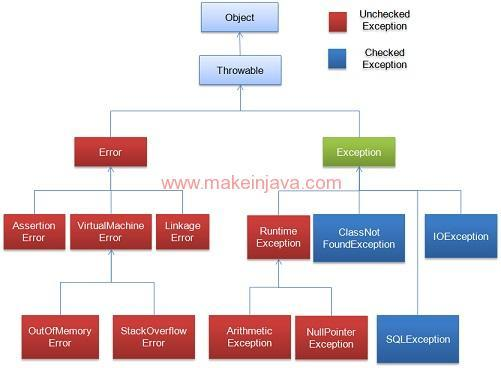 Object
Unchecked
Exception
Checked
Exception
Throwable
Error
Exception
www.makeinjava.com
Assertion
Error
VirtualMachine
Error
Linkage
Error
Runtime
Exception
ClassNot
FoundException
IOException
OutOfMemory
Error
StackOverflow
Error
Arithmetic
Exception
NullPointer
Exception
SQLException